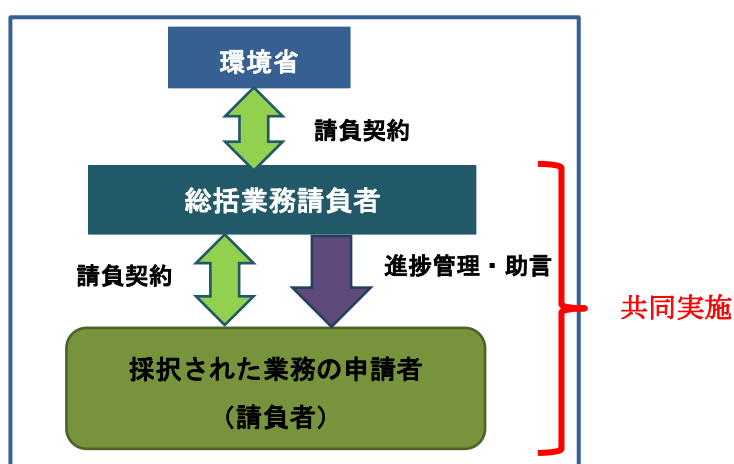 環境省
請負契約
総括業務請負者
請負契約
進捗管理・助言
共同実施
採択された業務の申請者
（請負者）